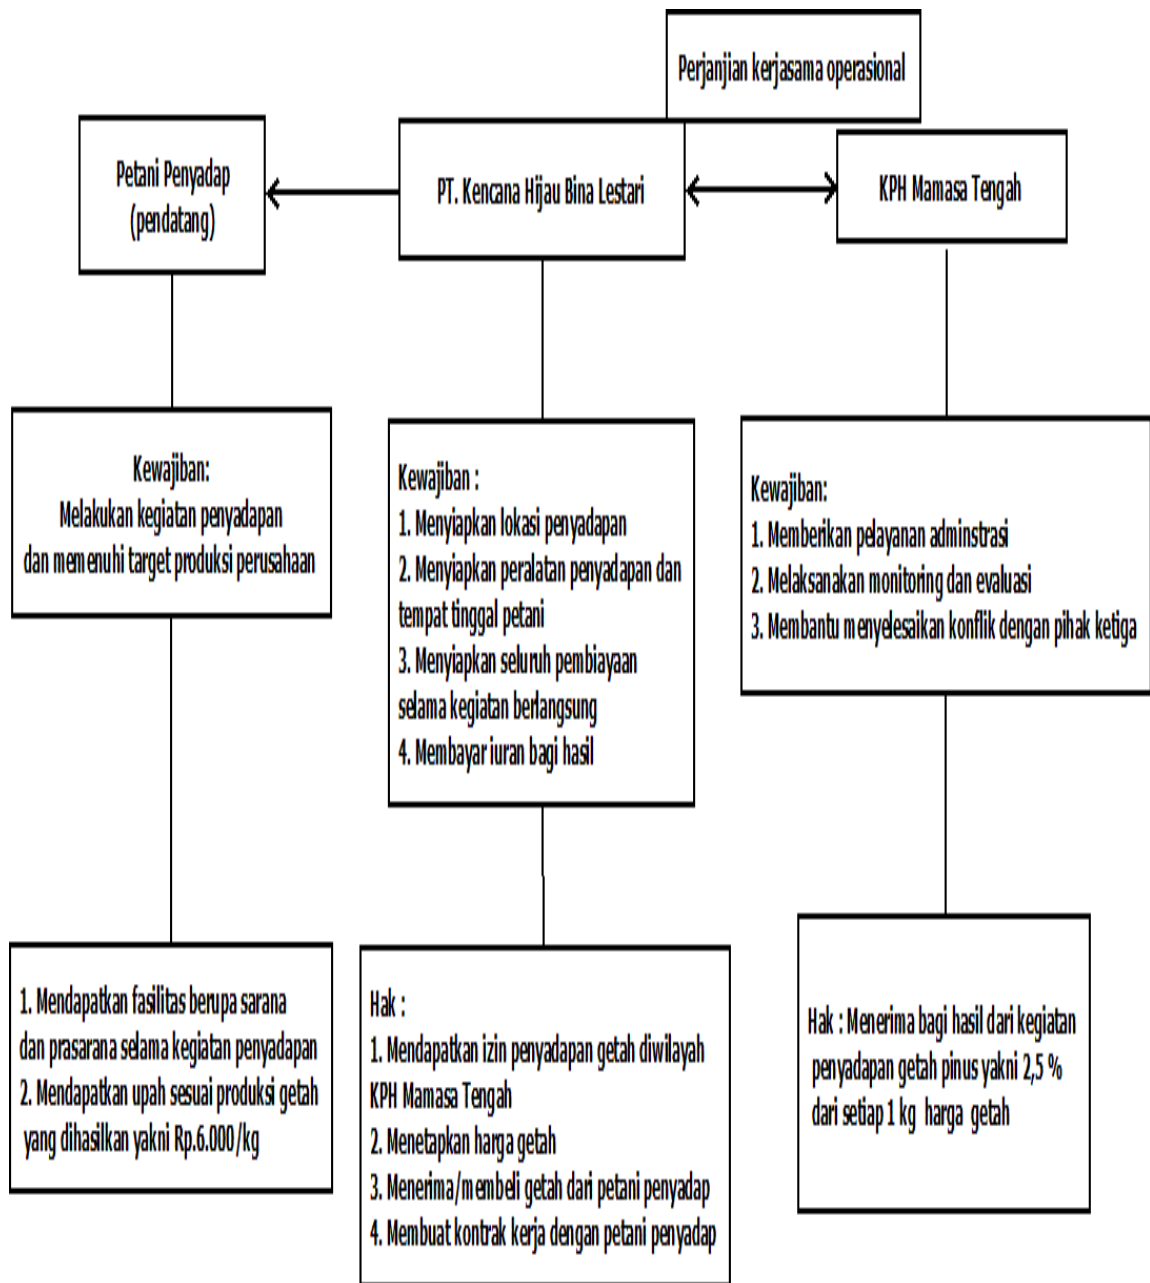 Perjanjian kerjasama operasional
Petani Penyadap
(pendatang)
PT. Kencana Hijau Bina Lestari
KPH Mamasa Tengah
Kewajiban:
Melakukan kegiatan penyadapan
dan memenuhi target produksi perusahaan
Kewajiban :
1. Menyiapkan lokasi penyadapan
2. Menyiapkan peralatan penyadapan dan
tempat tinggal petani
3. Menyiapkan seluruh pembiayaan
selama kegiatan berlangsung
4. Membayar iuran bagi hasil
Kewajiban:
1. Memberikan pelayanan adminstrasi
2. Melaksanakan monitoring dan evaluasi
3. Membantu menyelesaikan konflik dengan pihak ketiga
1. Mendapatkan fasilitas berupa sarana
dan prasarana selama kegiatan penyadapan
2. Mendapatkan upah sesuai produksi getah
yang dihasilkan yakni Rp.6.000/kg
Hak :
1. Mendapatkan izin penyadapan getah diwilayah
KPH Mamasa Tengah
2. Menetapkan harga getah
3. Menerima/membeli getah dari petani penyadap
4. Membuat kontrak kerja dengan petani penyadap
Hak : Menerima bagi hasil dari kegiatan
penyadapan getah pinus yakni 2,5 %
dari setiap 1 kg harga getah